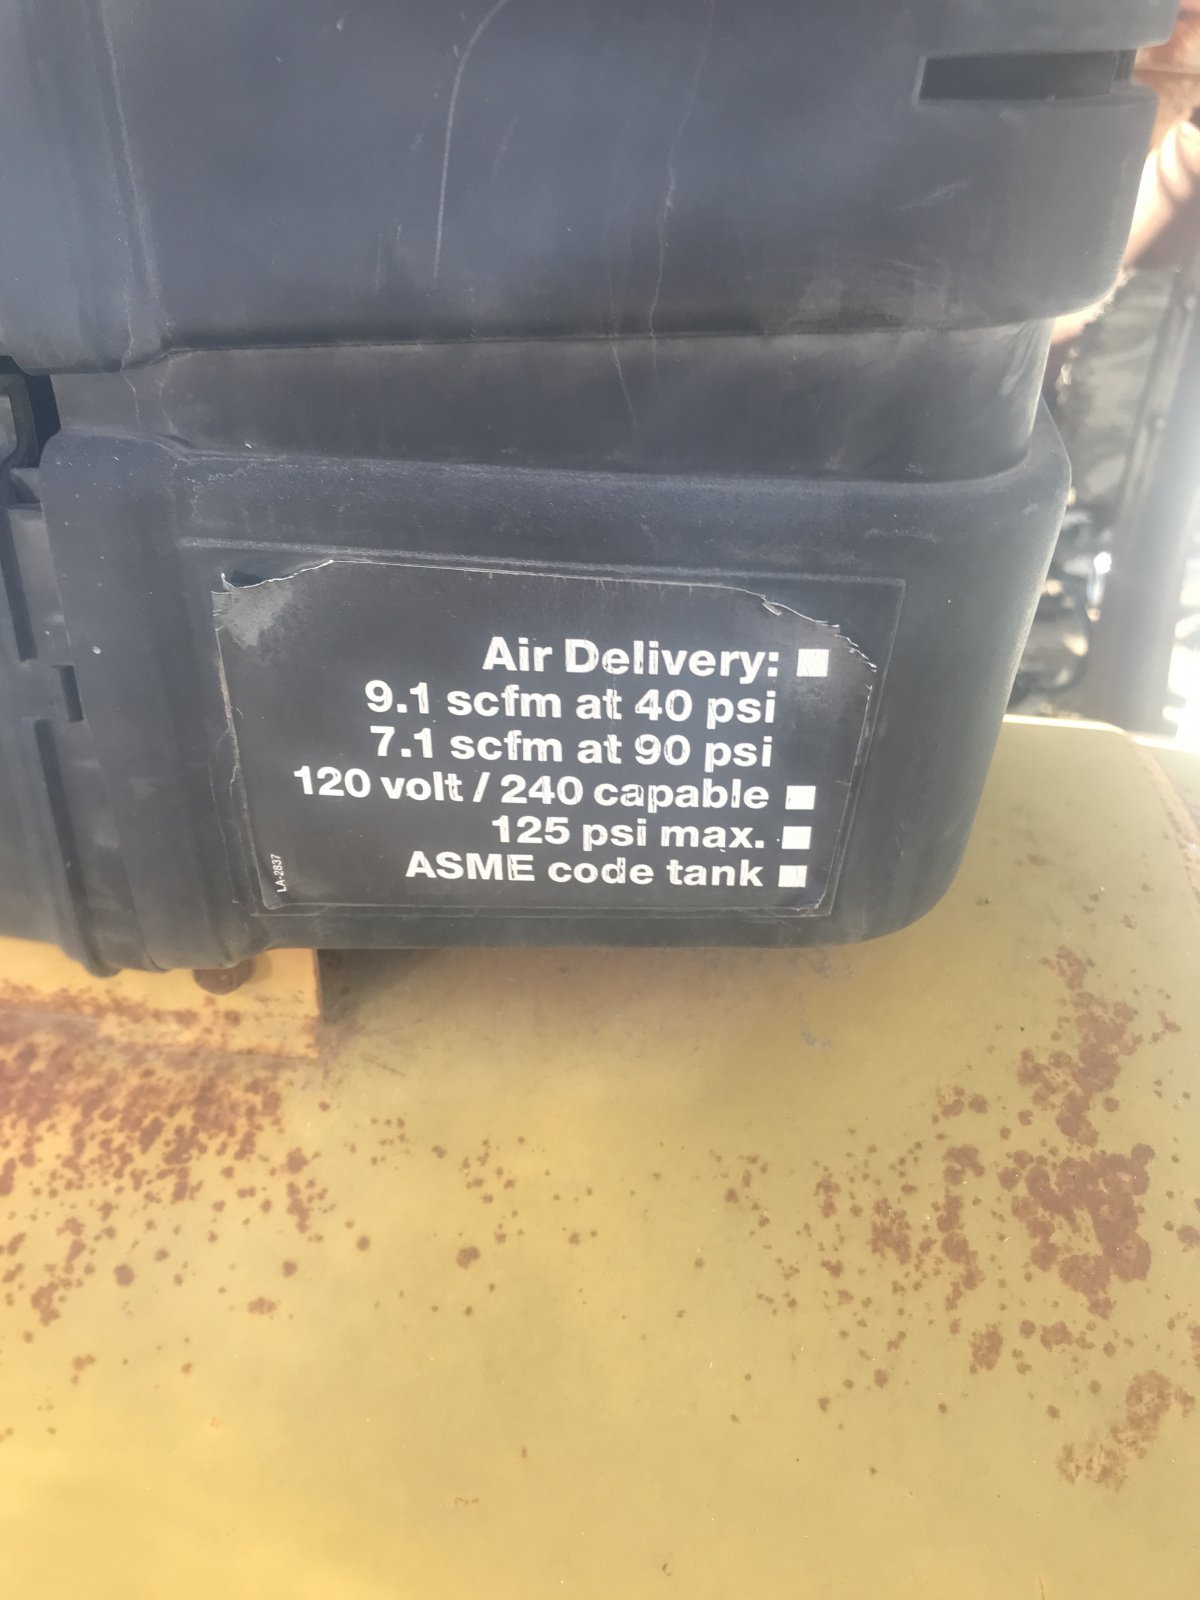 Air Delivery: ■
9.1 scfm at 40 psi
7.1 scfm at 90 psi
120 volt / 240 capable ■
125 psi max. ■
ASME code tank ■
LA-2837